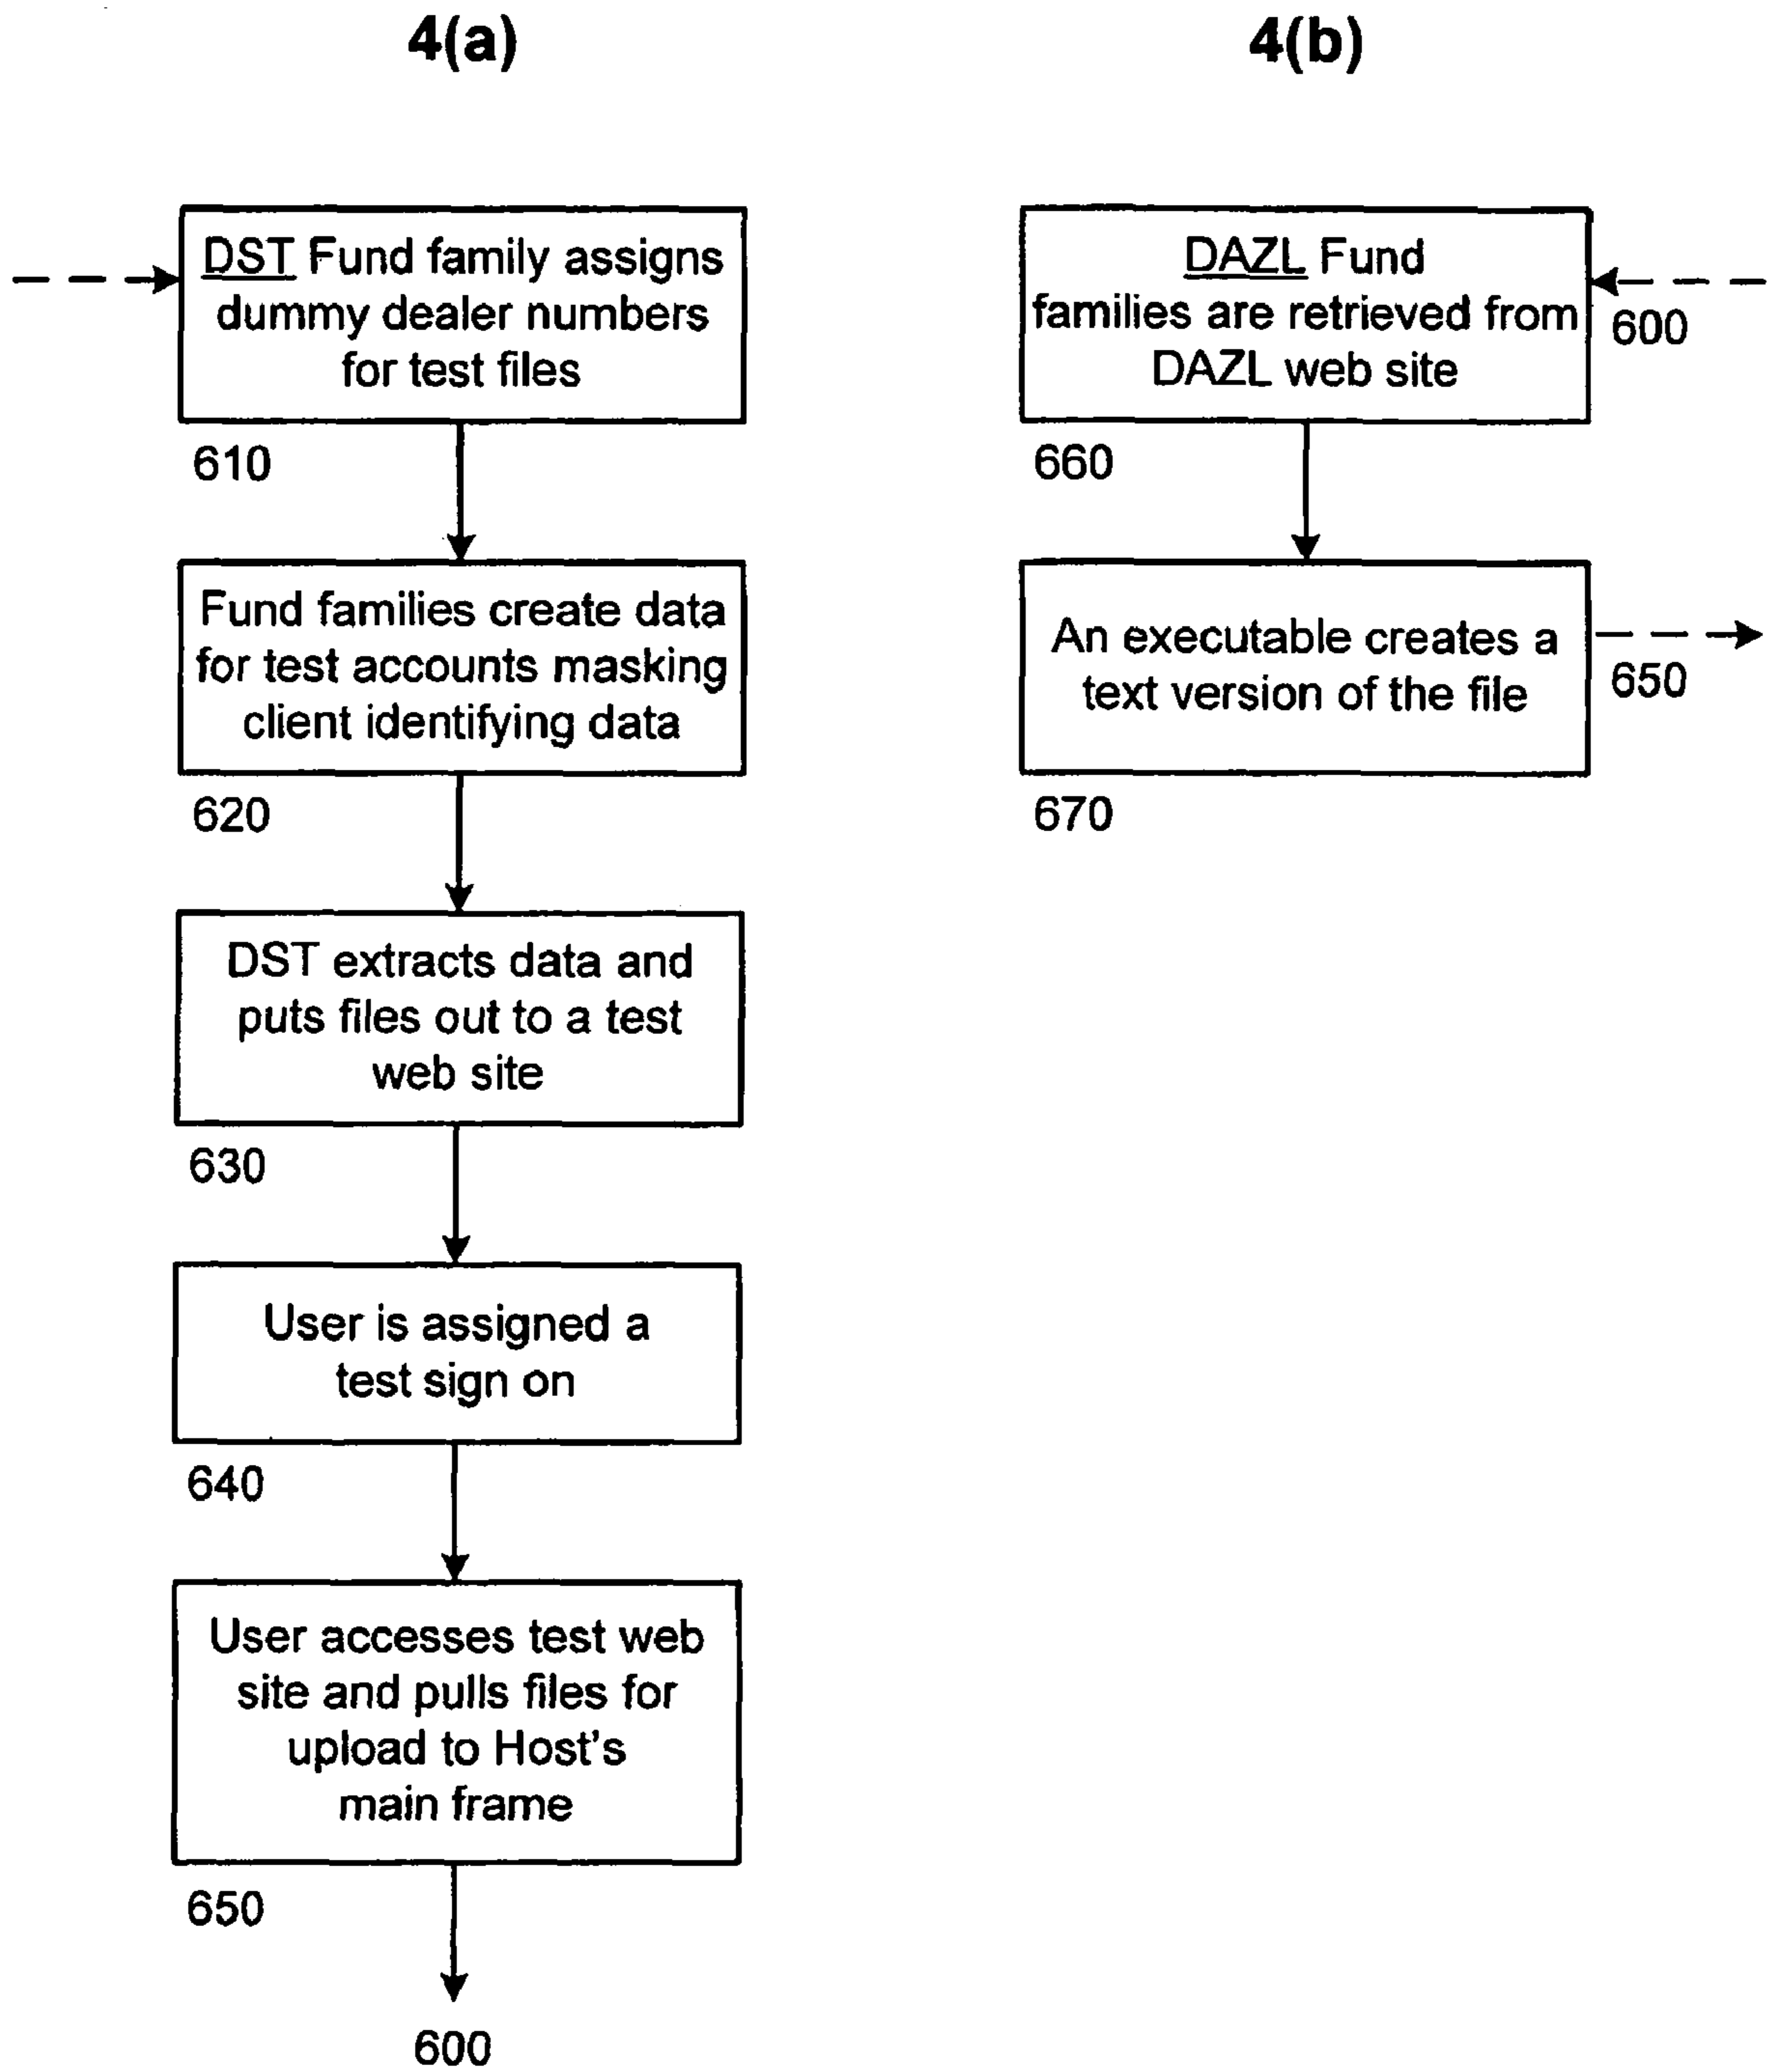 4(a)
DST Fund family assigns
dummy dealer numbers
for test files
610
Fund families create data
for test accounts masking
client identifying data
620
DST extracts data and
puts files out to a test
web site
630
User is assigned a
test sign on
640
User accesses test web
site and pulls files for
upload to Host's
main frame
650
600
4(b)
DAZL Fund
families are retrieved from
DAZL web site
600
660
An executable creates a
text version of the file
650
670